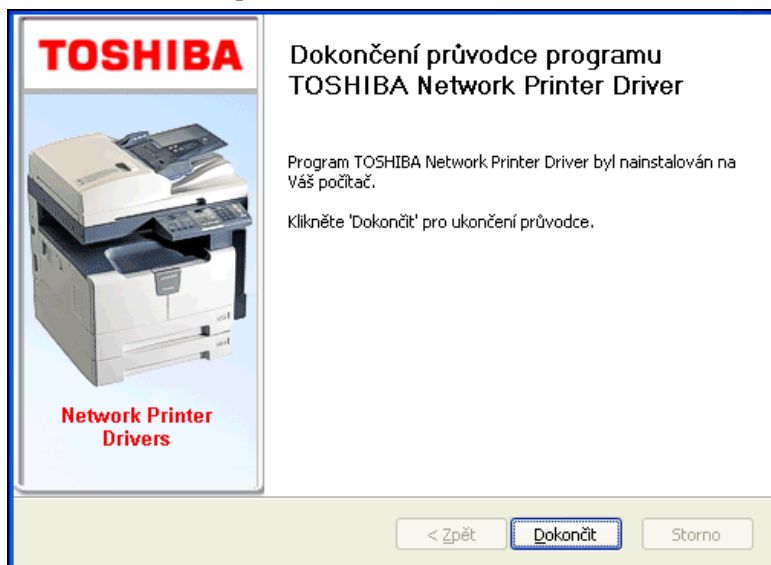 TOSHIBA
Network Printer
Drivers
Dokončení průvodce programu
TOSHIBA Network Printer Driver
Program TOSHIBA Network Printer Driver byl nainstalován na
Váš počítač.
Klikněte 'Dokončit' pro ukončení průvodce.
< Zpět
Dokončit
Storno